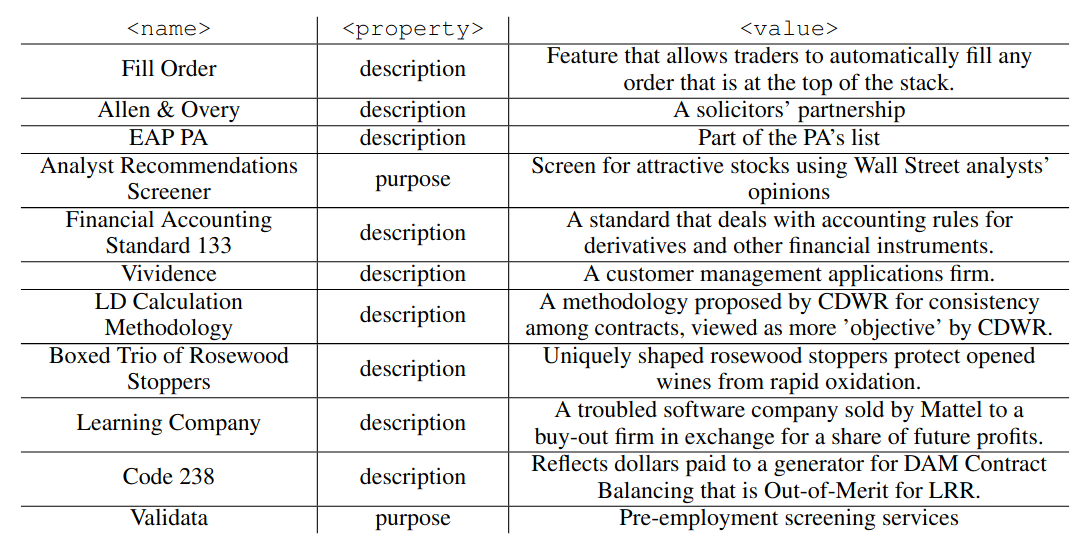 <name> <property> <value>
Fill Order description Feature that allows traders to automatically fill any
order that is at the top of the stack.
Allen & Overy description A solicitors' partnership
EAP PA description Part of the PA's list
Analyst Recommendations
Screener purpose Screen for attractive stocks using Wall Street analysts'
opinions
Financial Accounting
Standard 133 description A standard that deals with accounting rules for
derivatives and other financial instruments.
Vividence description A customer management applications firm.
LD Calculation
Methodology description A methodology proposed by CDWR for consistency
among contracts, viewed as more 'objective' by CDWR.
Boxed Trio of Rosewood
Stoppers description Uniquely shaped rosewood stoppers protect opened
wines from rapid oxidation.
Learning Company description A troubled software company sold by Mattel to a
buy-out firm in exchange for a share of future profits.
Code 238 description Reflects dollars paid to a generator for DAM Contract
Balancing that is Out-of-Merit for LRR.
Validata purpose Pre-employment screening services